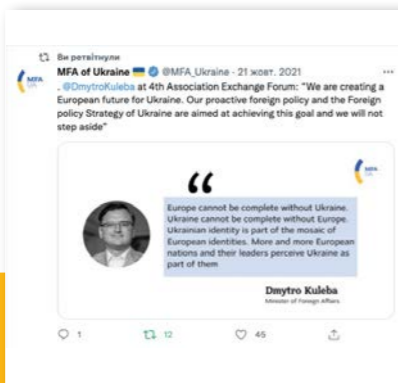 Ви ретвітнули
MFA of Ukraine @MFA_Ukraine · 21 жовт. 2021
. @DmytroKuleba at 4th Association Exchange Forum: "We are creating a
European future for Ukraine. Our proactive foreign policy and the Foreign
policy Strategy of Ukraine are aimed at achieving this goal and we will not
step aside"
MFA
UA
MFA
UA
“
Europe cannot be complete without Ukraine.
Ukraine cannot be complete without Europe.
Ukrainian identity is part of the mosaic of
European identities. More and more European
nations and their leaders perceive Ukraine as
part of them
Dmytro Kuleba
Minister of Foreign Affairs
1 12 45